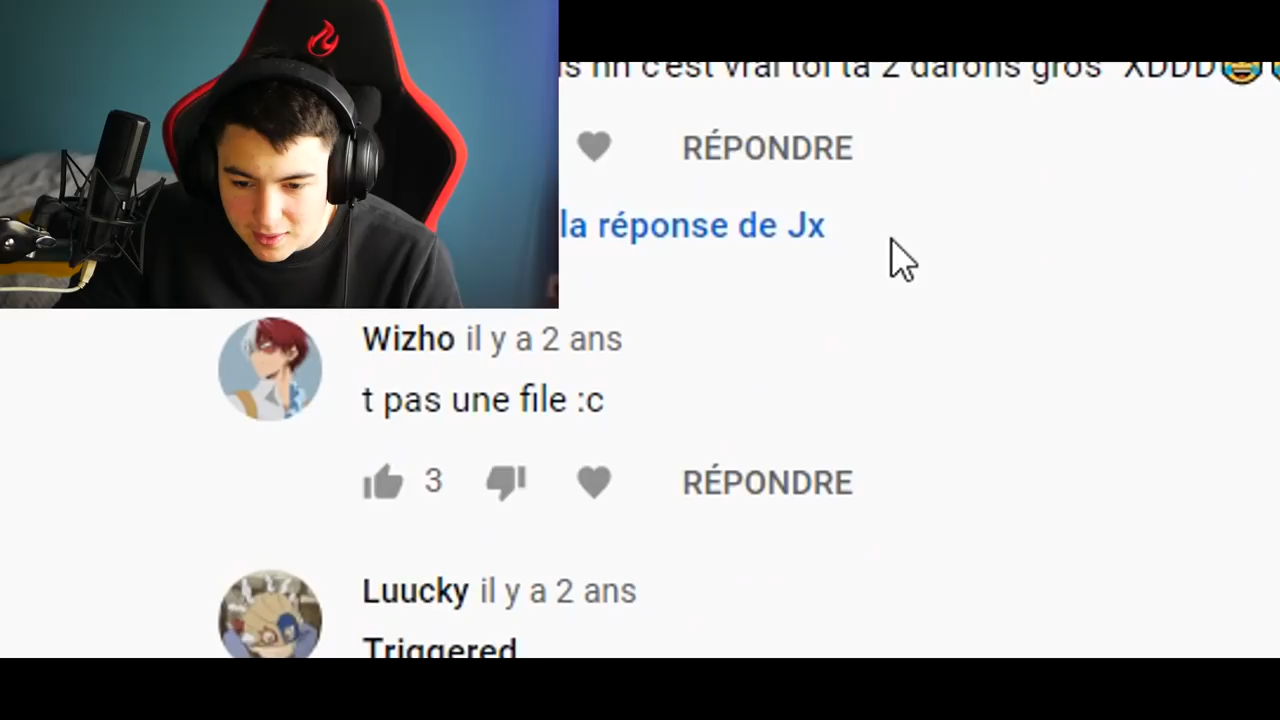 c'est vrai toi ta 2 darons gros XDDD
RÉPONDRE
la réponse de Jx
Wizho il y a 2 ans
t pas une file :c
3
RÉPONDRE
Luucky il y a 2 ans
Triggered